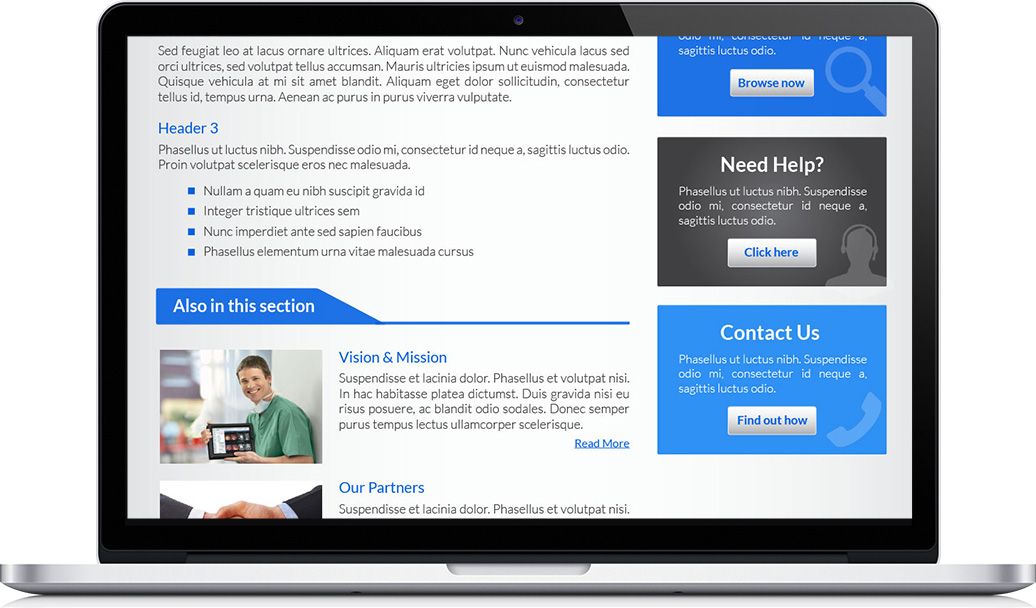 Sed feugiat leo at lacus ornare ultrices. Aliquam erat volutpat. Nunc vehicula lacus sed
orci ultrices, sed volutpat tellus accumsan. Mauris ultricies ipsum ut euismod malesuada.
Quisque vehicula at mi sit amet blandit. Aliquam eget dolor sollicitudin, consectetur
tellus id, tempus urna. Aenean ac purus in purus viverra vulputate.
Header 3
Phasellus ut luctus nibh. Suspendisse odio mi, consectetur id neque a, sagittis luctus odio.
Proin volutpat scelerisque eros nec malesuada.
Nullam a quam eu nibh suscipit gravida id
Integer tristique ultrices sem
Nunc imperdiet ante sed sapien faucibus
Phasellus elementum urna vitae malesuada cursus
Also in this section
Vision & Mission
Suspendisse et lacinia dolor. Phasellus et volutpat nisi.
In hac habitasse platea dictumst. Duis gravida nisi eu
risus posuere, ac blandit odio sodales. Donec semper
purus tempus lectus ullamcorper scelerisque.
Read More
Our Partners
Suspendisse et lacinia dolor. Phasellus et volutpat nisi.
odio mi, consectetur id neque a,
sagittis luctus odio.
Browse now
Need Help?
Phasellus ut luctus nibh. Suspendisse
odio mi, consectetur id neque a,
sagittis luctus odio.
Click here
Contact Us
Phasellus ut luctus nibh. Suspendisse
odio mi, consectetur id neque a,
sagittis luctus odio.
Find out how